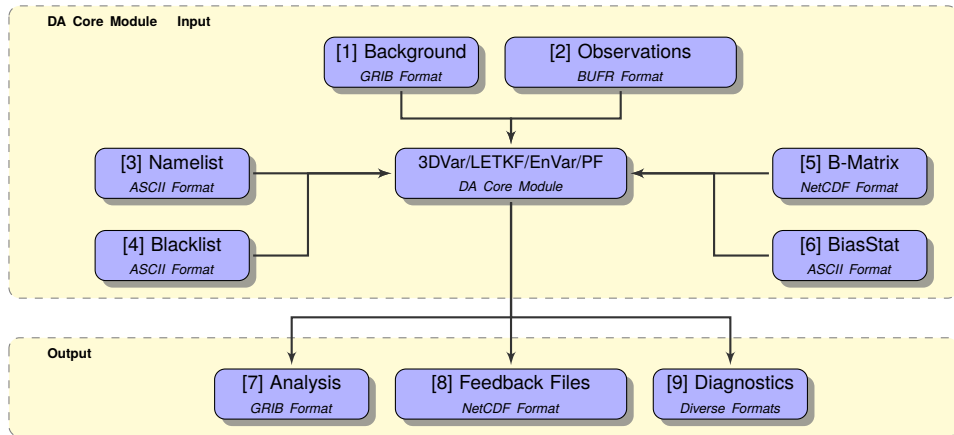 DA Core Module Input
[1] Background
GRIB Format
[2] Observations
BUFR Format
[3] Namelist
ASCII Format
3DVar/LETKF/EnVar/PF
DA Core Module
[5] B-Matrix
NetCDF Format
[4] Blacklist
ASCII Format
[6] BiasStat
ASCII Format
Output
[7] Analysis
GRIB Format
[8] Feedback Files
NetCDF Format
[9] Diagnostics
Diverse Formats